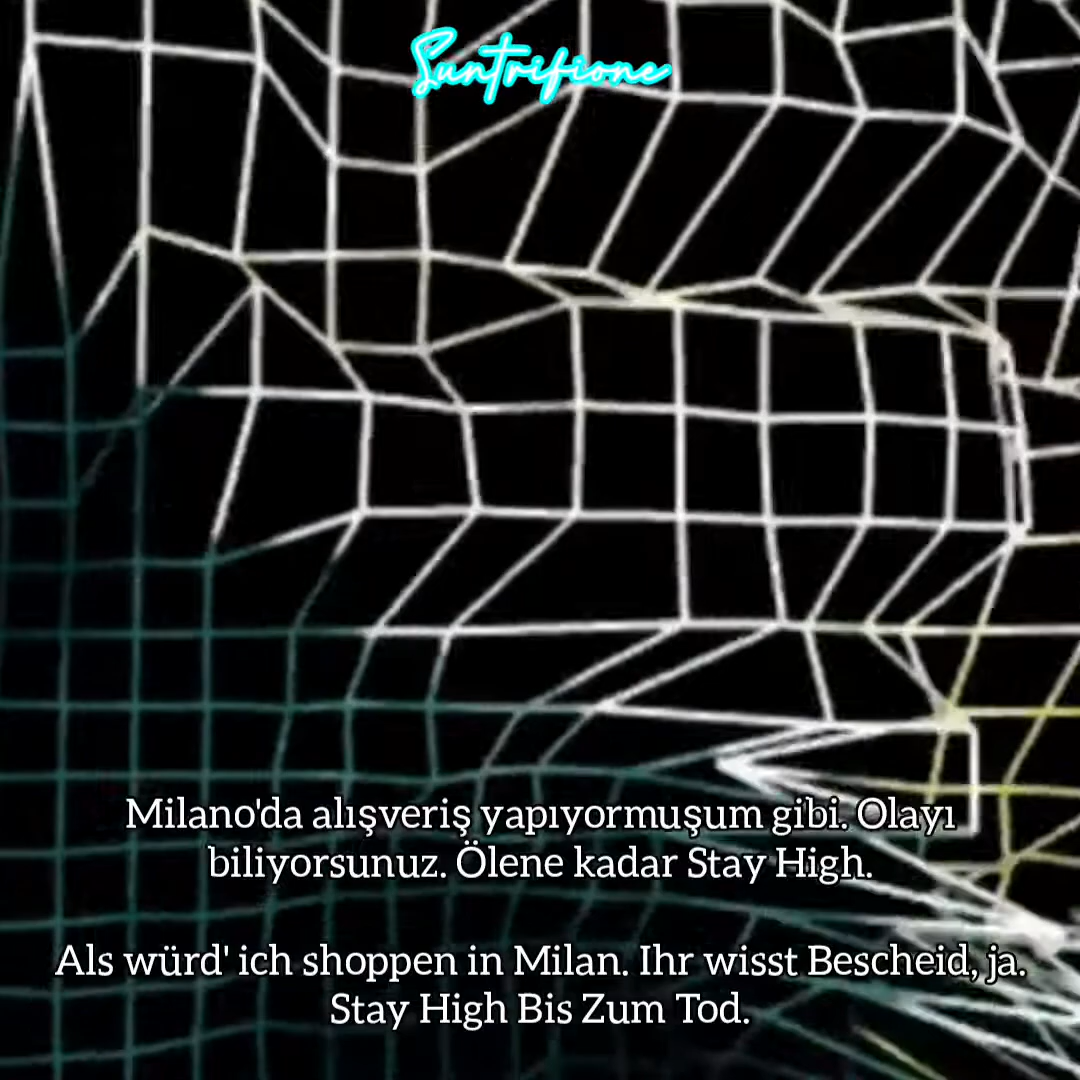 Suntrifione
Milano'da alışveriş yapıyormuşum gibi. Olayı
biliyorsunuz. Ölene kadar Stay High.
Als würd' ich shoppen in Milan. Ihr wisst Bescheid, ja.
Stay High Bis Zum Tod.